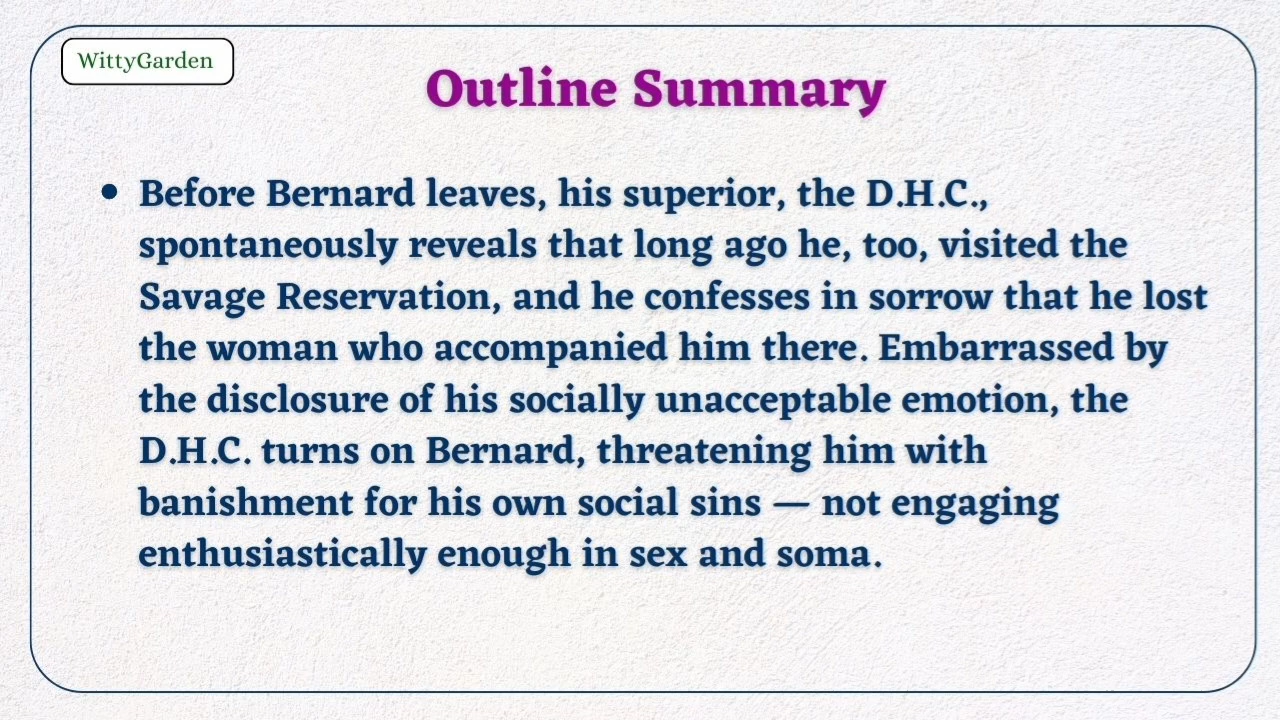 WittyGarden
Outline Summary
• Before Bernard leaves, his superior, the D.H.C.,
spontaneously reveals that long ago he, too, visited the
Savage Reservation, and he confesses in sorrow that he lost
the woman who accompanied him there. Embarrassed by
the disclosure of his socially unacceptable emotion, the
D.H.C. turns on Bernard, threatening him with
banishment for his own social sins — not engaging
enthusiastically enough in sex and soma.